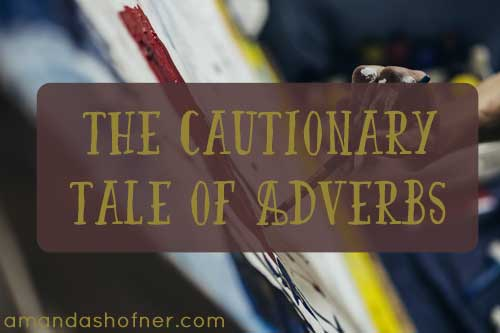 The Cautionary
Tale of Adverbs
amandashofner.com